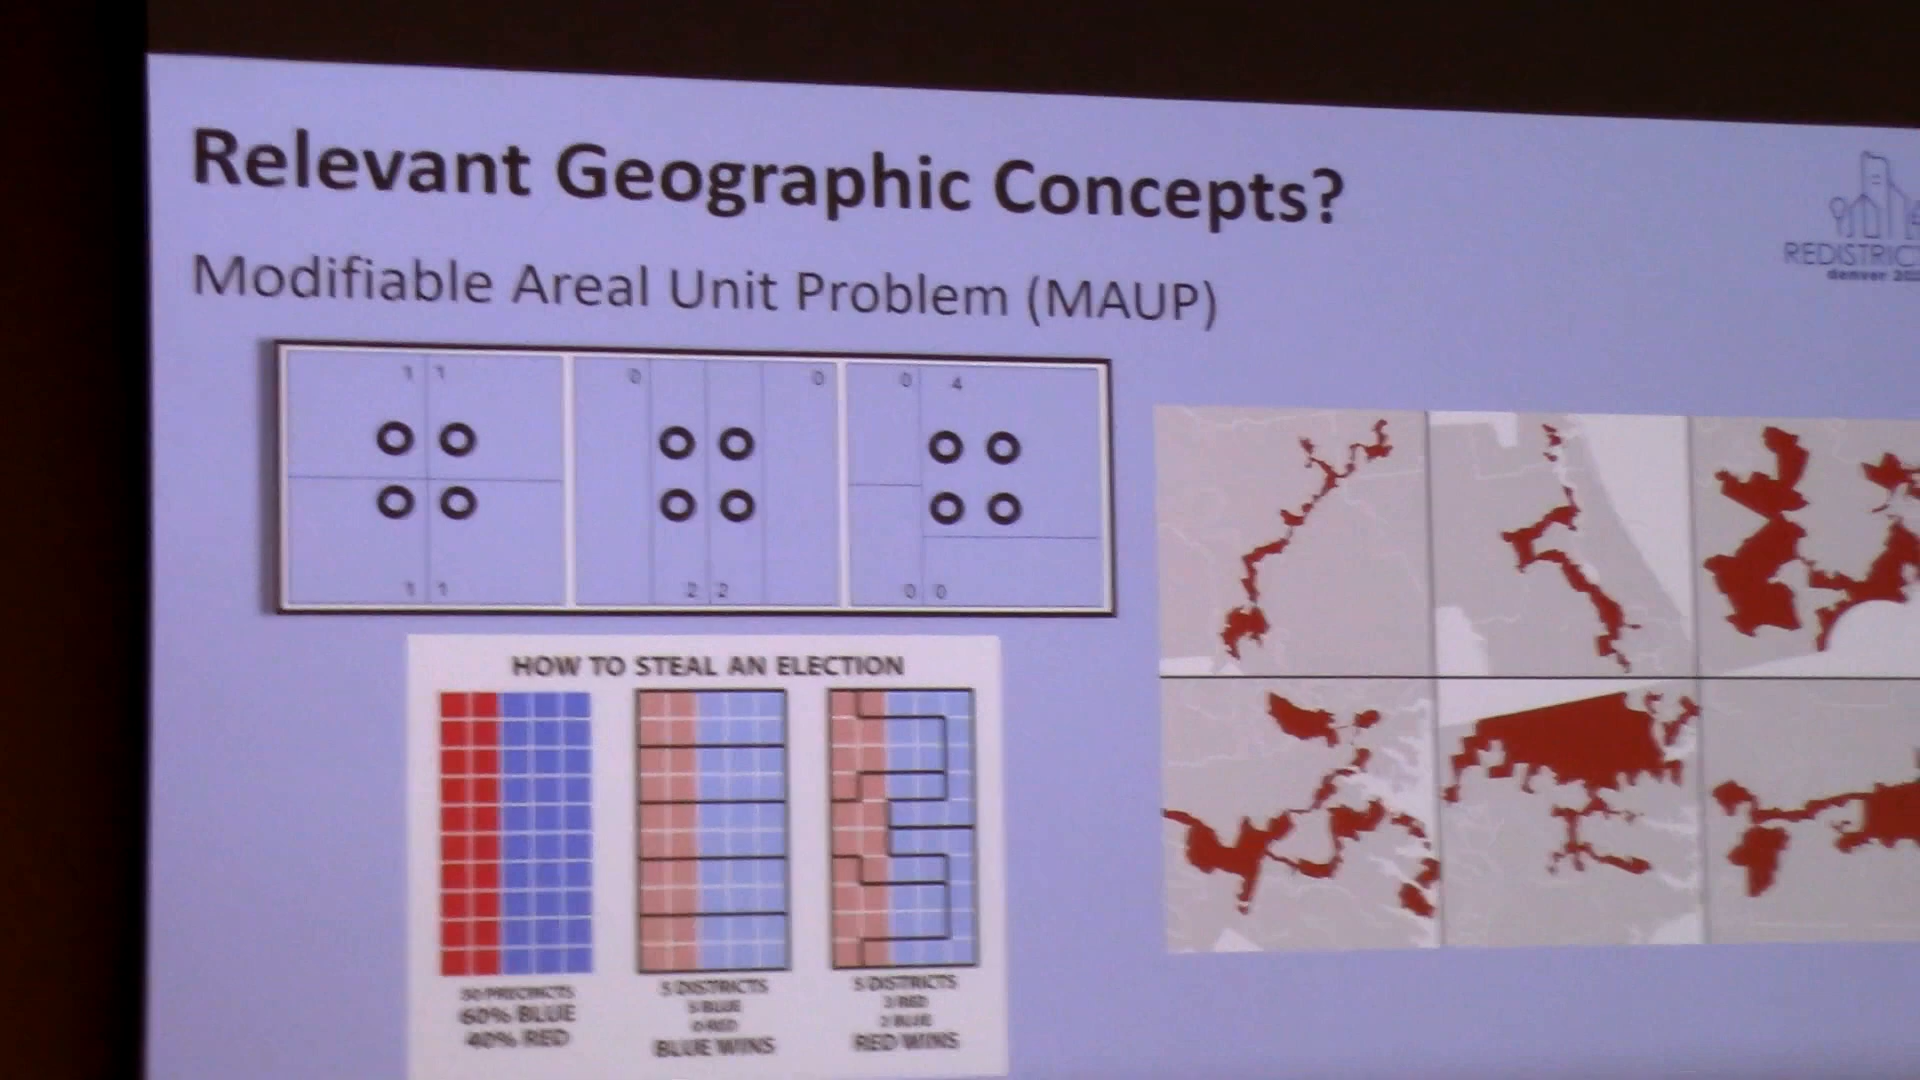 Relevant Geographic Concepts?
Modifiable Areal Unit Problem (MAUP)
1 1
1 1
0 0
2 2
0 4
0 0
HOW TO STEAL AN ELECTION
50 PRECINCTS
60% BLUE
40% RED
5 DISTRICTS
5 BLUE
0 RED
BLUE WINS
5 DISTRICTS
3 RED
2 BLUE
RED WINS
denver